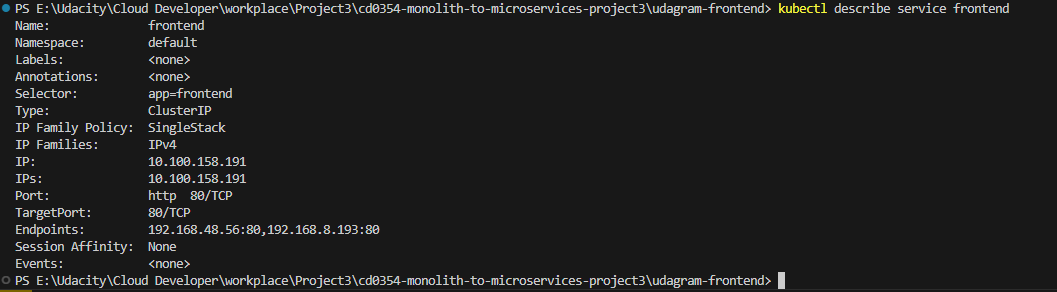 PS E:\Udacity\Cloud Developer\workplace\Project3\cd0354-monolith-to-microservices-project3\udagram-frontend> kubectl describe service frontend
Name:              frontend
Namespace:         default
Labels:            <none>
Annotations:       <none>
Selector:          app=frontend
Type:              ClusterIP
IP Family Policy:  SingleStack
IP Families:       IPv4
IP:                10.100.158.191
IPs:               10.100.158.191
Port:              http  80/TCP
TargetPort:        80/TCP
Endpoints:         192.168.48.56:80,192.168.8.193:80
Session Affinity:  None
Events:            <none>
PS E:\Udacity\Cloud Developer\workplace\Project3\cd0354-monolith-to-microservices-project3\udagram-frontend>